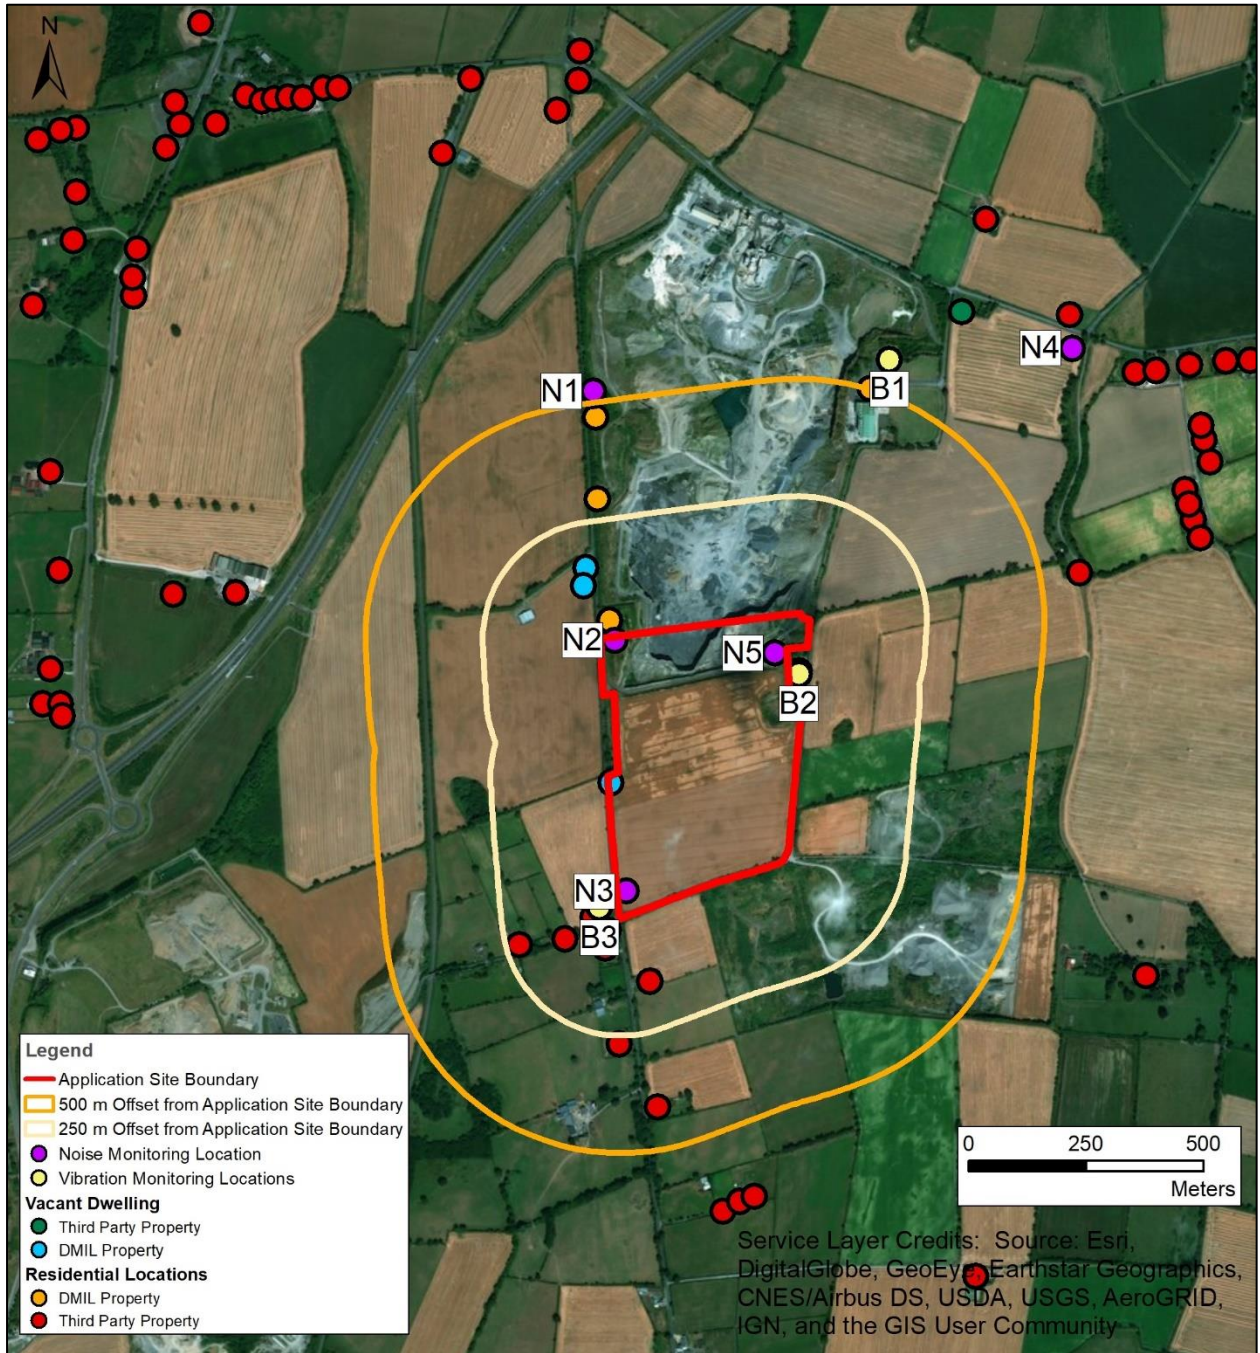 N
N1
B1
N4
N2
N5
B2
N3
B3
Legend
Application Site Boundary
500 m Offset from Application Site Boundary
250 m Offset from Application Site Boundary
Noise Monitoring Location
Vibration Monitoring Locations
Vacant Dwelling
Third Party Property
DMIL Property
Residential Locations
DMIL Property
Third Party Property
0 250 500
Meters
Service Layer Credits: Source: Esri,
DigitalGlobe, GeoEye, Earthstar Geographics,
CNES/Airbus DS, USDA, USGS, AeroGRID,
IGN, and the GIS User Community